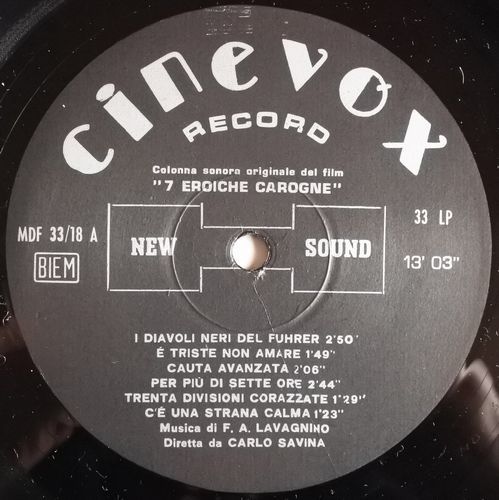 cinevox
RECORD
Colonna sonora originale del film
"7 EROICHE CAROGNE"
MDF 33/18 A
BIEM
NEW SOUND
33 LP
13' 03"
I DIAVOLI NERI DEL FUHRER 2'50"
É TRISTE NON AMARE 1'49"
CAUTA AVANZATÀ 2'06"
PER PIÙ DI SETTE ORE 2'44"
TRENTA DIVISIONI CORAZZATE 1'29"
C'È UNA STRANA CALMA 1'23"
Musica di F. A. LAVAGNINO
Diretta da CARLO SAVINA